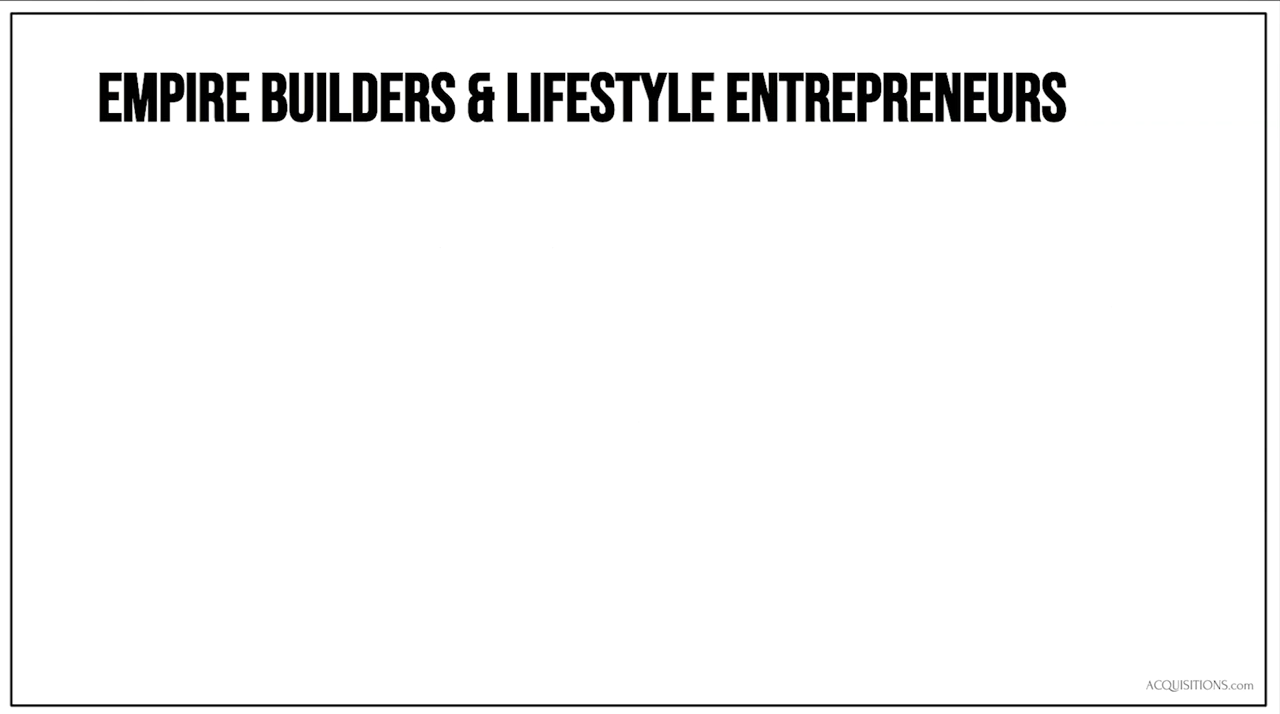 EMPIRE BUILDERS & LIFESTYLE ENTREPRENEURS
ACQUISITIONS.com